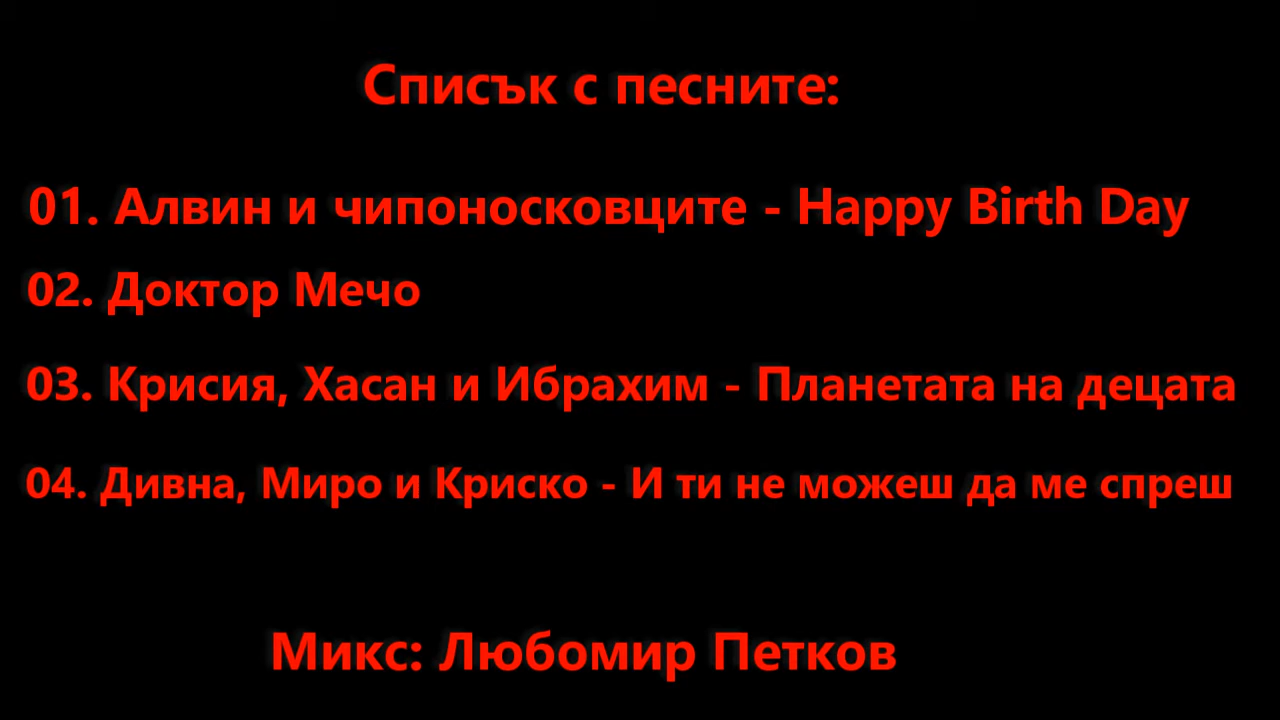 Списък с песните:
01. Алвин и чипоносковците - Happy Birth Day
02. Доктор Мечо
03. Крисия, Хасан и Ибрахим - Планетата на децата
04. Дивна, Миро и Криско - И ти не можеш да ме спреш
Микс: Любомир Петков